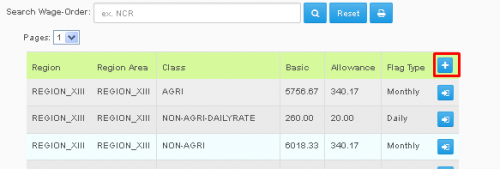 Search Wage-Order: ex. NCR Reset
Pages: 1
Region Region Area Class Basic Allowance Flag Type
REGION_XIII REGION_XIII AGRI 5756.67 340.17 Monthly
REGION_XIII REGION_XIII NON-AGRI-DAILYRATE 260.00 20.00 Daily
REGION_XIII REGION_XIII NON-AGRI 6018.33 340.17 Monthly